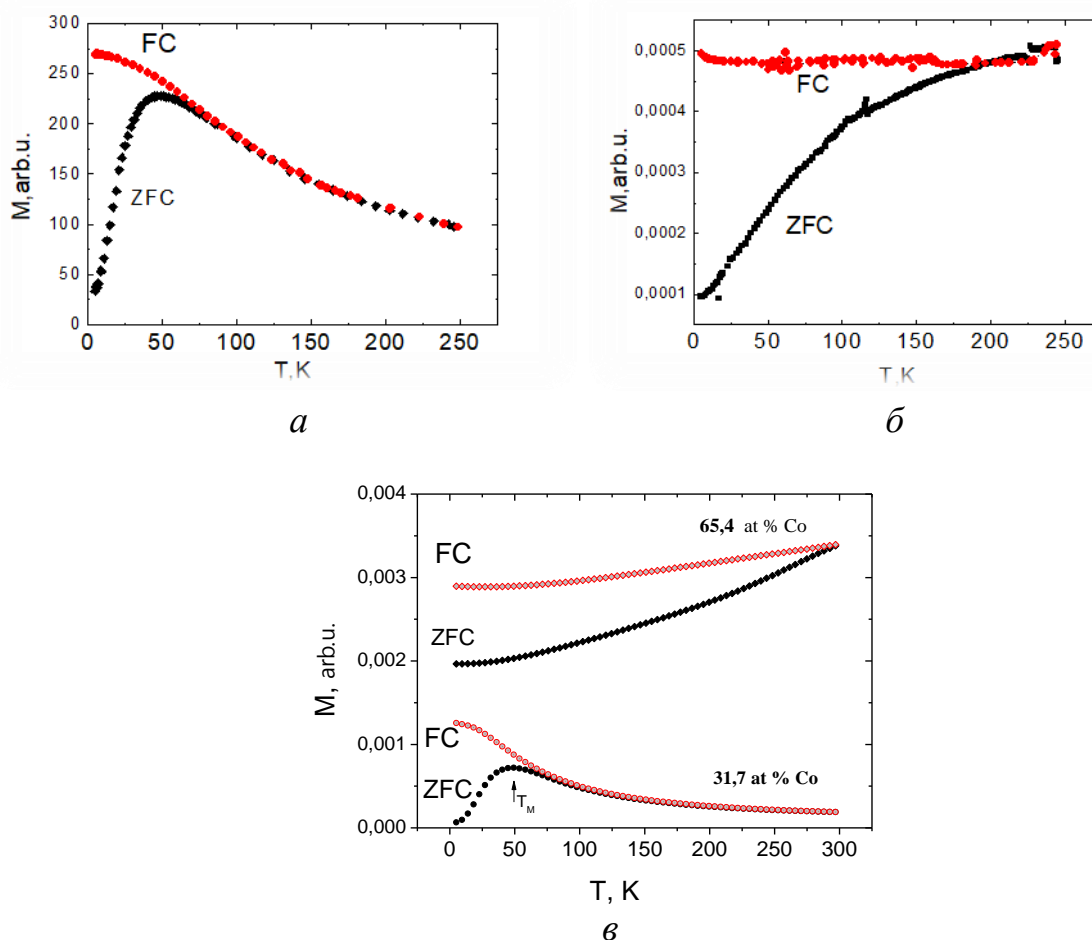 300
250
200
150
100
50
0
M,arb.u.
FC
ZFC
0 50 100 150 200 250
T,K
а
0,0005
0,0004
0,0003
0,0002
0,0001
M,arb.u.
FC
ZFC
0 50 100 150 200 250
T,K
б
0,004
0,003
0,002
0,001
0,000
M, arb.u.
65,4 at % Co
FC
ZFC
FC
31,7 at % Co
ZFC
TM
0 50 100 150 200 250 300
T, K
в